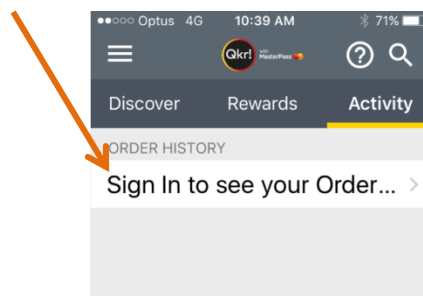 Optus 4G 10:39 AM 71%
Qkr! with MasterPass
Discover Rewards Activity
ORDER HISTORY
Sign In to see your Order...